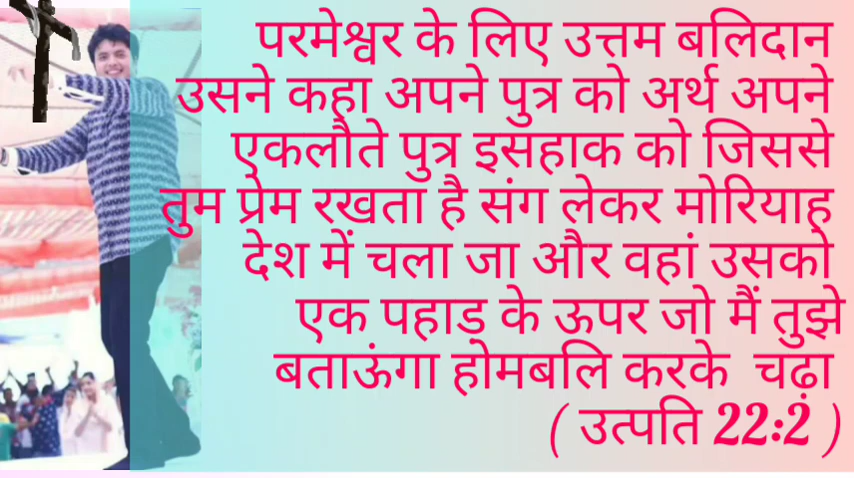 परमेश्वर के लिए उत्तम बलिदान
उसने कहा अपने पुत्र को अर्थ अपने
एकलौते पुत्र इसहाक को जिससे
तुम प्रेम रखता है संग लेकर मोरियाह
देश में चला जा और वहां उसको
एक पहाड़ के ऊपर जो मैं तुझे
बताऊंगा होमबलि करके चढ़ा
( उत्पति 22:2 )